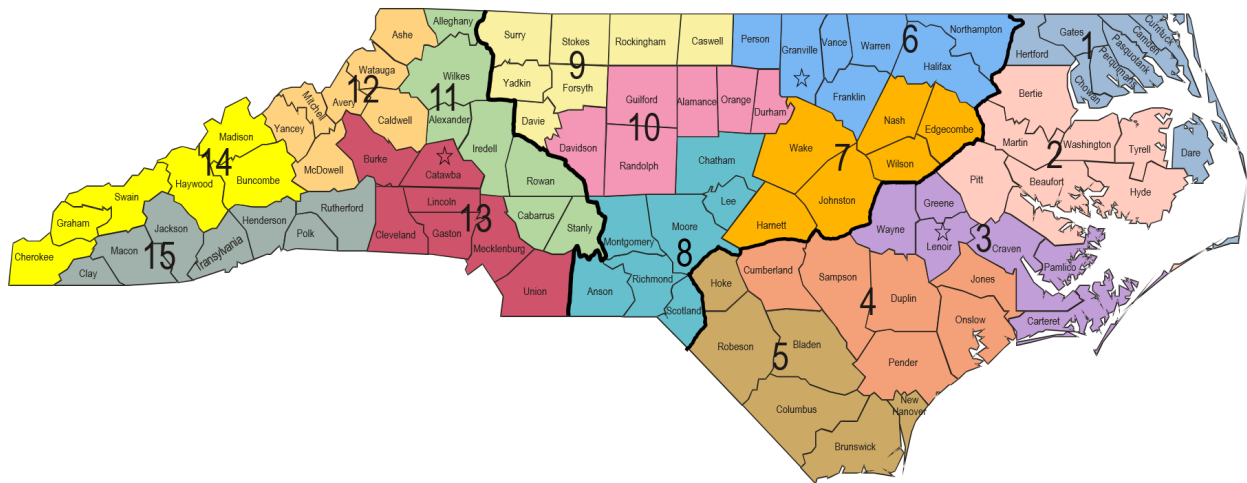 Alleghany
Ashe
Surry
Stokes
Rockingham
Caswell
Person
Granville
Vance
Warren
6
Northampton
Halifax
Hertford
Gates
1
Currituck
Camden
Pasquotank
Perquimans
Chowan
Watauga
12
Wilkes
11
Yadkin
9
Forsyth
Franklin
Bertie
Mitchell
Avery
Alexander
Caldwell
Davie
Guilford
10
Alamance
Orange
Durham
Nash
Edgecombe
Martin
Washington
Tyrell
Dare
2
Madison
14
Yancey
McDowell
Burke
Catawba
Iredell
Davidson
Randolph
Chatham
Wake
7
Wilson
Pitt
Beaufort
Hyde
Haywood
Buncombe
Swain
Rowan
Lincoln
Lee
Johnston
Greene
Graham
Jackson
Henderson
Rutherford
Polk
Cleveland
Gaston
13
Mecklenburg
Cabarrus
Stanly
Montgomery
Moore
8
Harnett
Wayne
Lenoir
3
Craven
Pamlico
Cherokee
Macon
15
Transylvania
Clay
Union
Anson
Richmond
Scotland
Hoke
Cumberland
Sampson
4
Duplin
Jones
Onslow
Carteret
Robeson
5
Bladen
Pender
Columbus
New
Hanover
Brunswick